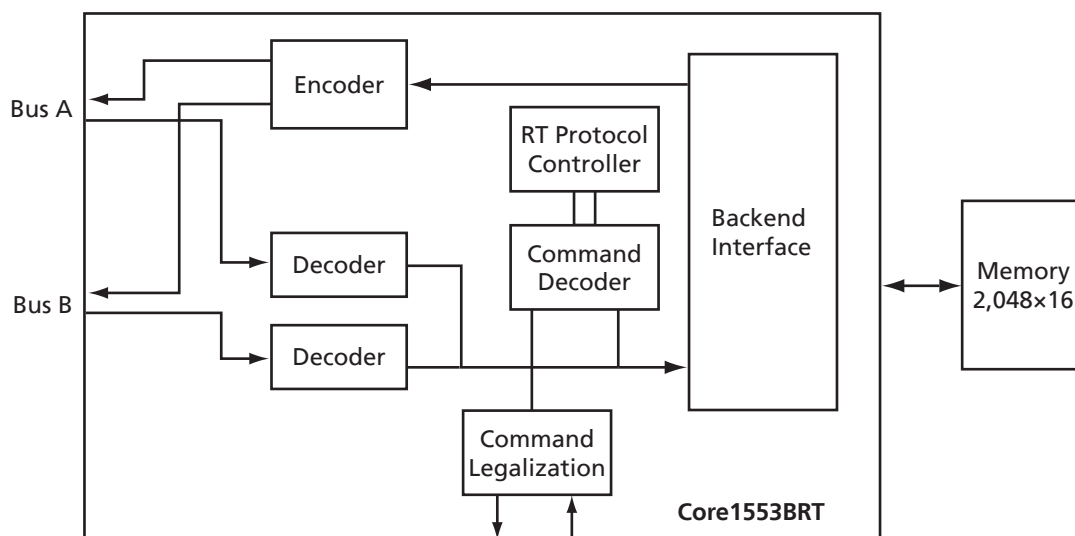 Bus A
Encoder
RT Protocol
Controller
Backend
Interface
Command
Decoder
Decoder
Memory
2,048×16
Bus B
Decoder
Command
Legalization
Core1553BRT